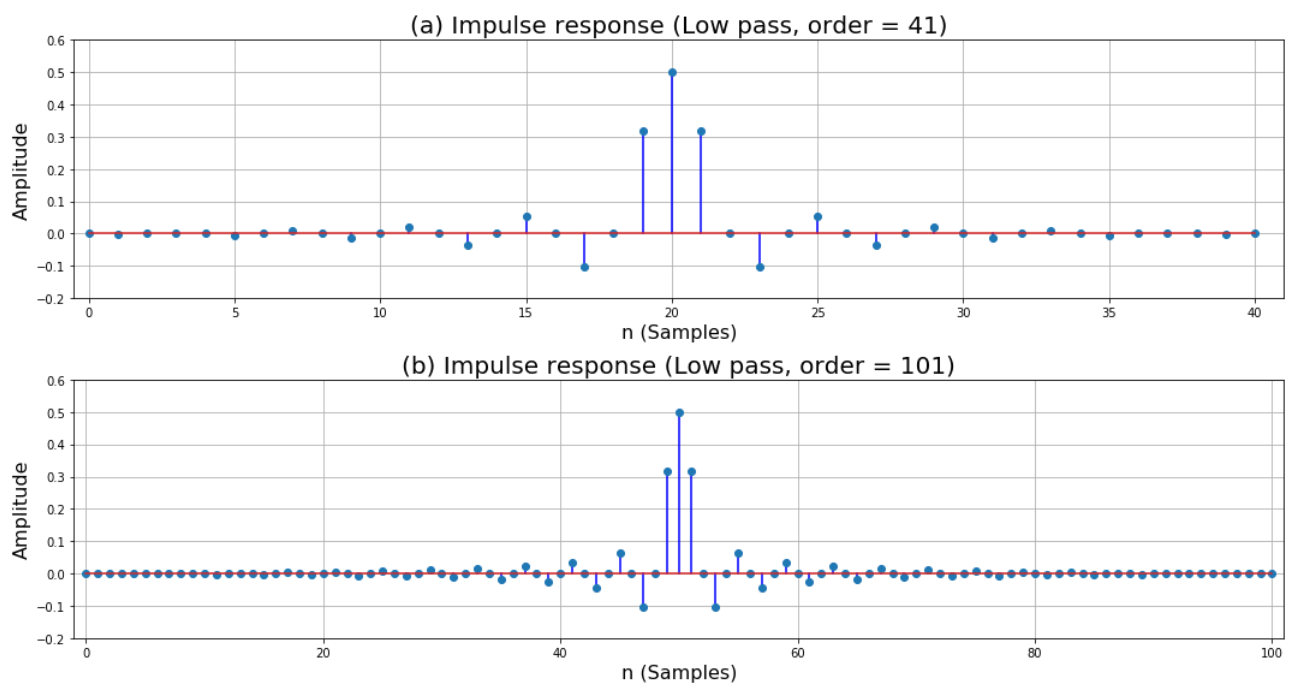 (a) Impulse response (Low pass, order = 41)
0.6
0.5
0.4
0.3
0.2
0.1
0.0
−0.1
−0.2
Amplitude
0 5 10 15 20 25 30 35 40
n (Samples)
(b) Impulse response (Low pass, order = 101)
0.6
0.5
0.4
0.3
0.2
0.1
0.0
−0.1
−0.2
Amplitude
0 20 40 60 80 100
n (Samples)